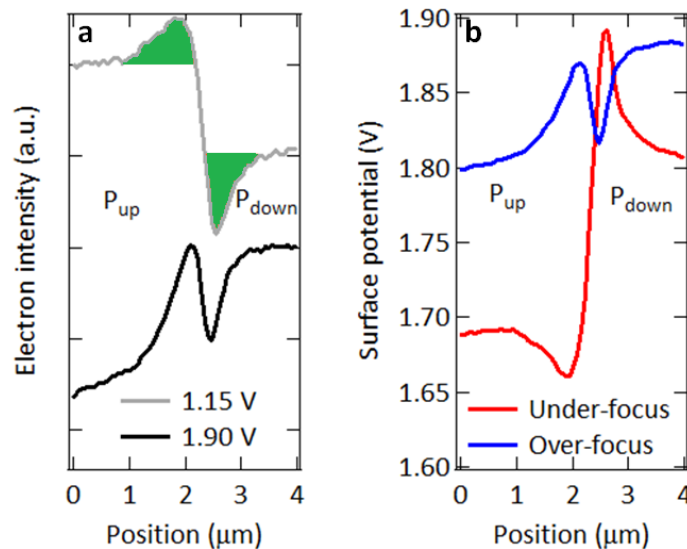 a
Electron intensity (a.u.)
P_up
P_down
1.15 V
1.90 V
0 1 2 3 4
Position (μm)
b
Surface potential (V)
1.90
1.85
1.80
1.75
1.70
1.65
1.60
P_up
P_down
Under-focus
Over-focus
0 1 2 3 4
Position (μm)